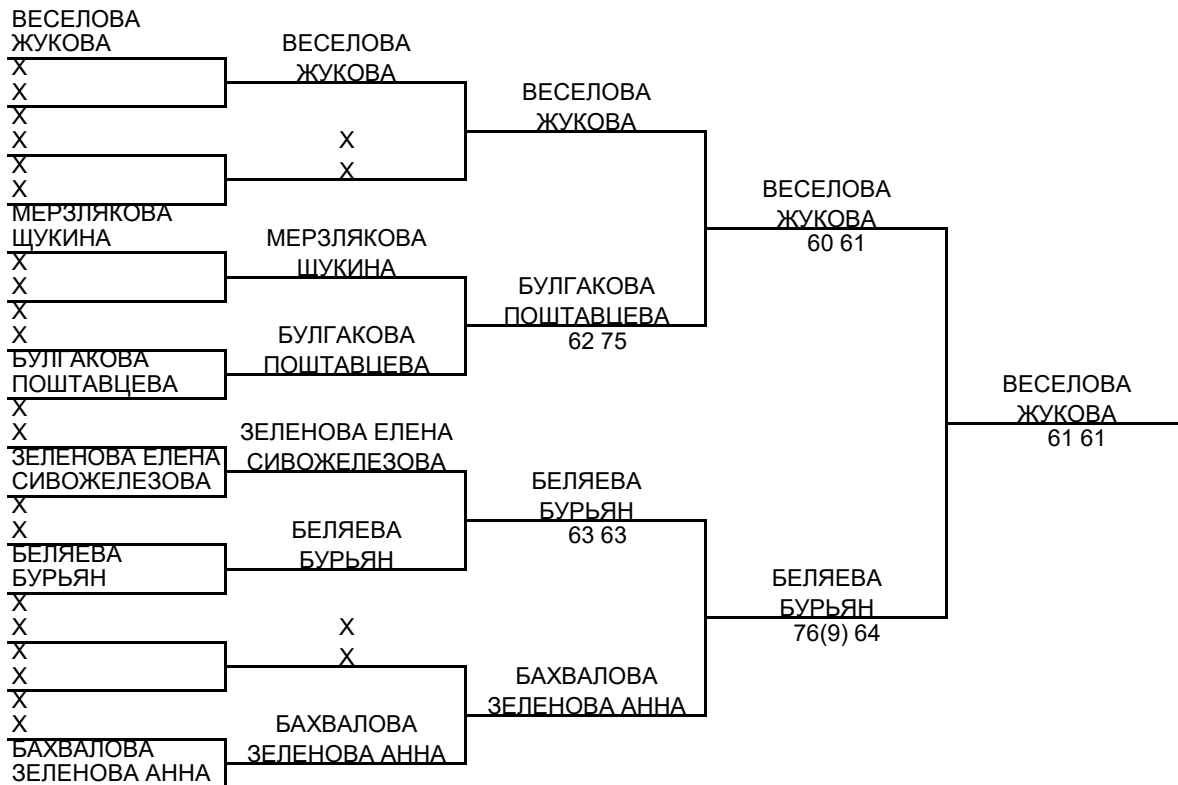 ВЕСЕЛОВА
ЖУКОВА
X
X
X
X
X
X
МЕРЗЛЯКОВА
ЩУКИНА
X
X
X
X
БУЛГАКОВА
ПОШТАВЦЕВА
X
X
ЗЕЛЕНОВА ЕЛЕНА
СИВОЖЕЛЕЗОВА
X
X
БЕЛЯЕВА
БУРЬЯН
X
X
X
X
X
X
БАХВАЛОВА
ЗЕЛЕНОВА АННА
ВЕСЕЛОВА
ЖУКОВА
X
X
МЕРЗЛЯКОВА
ЩУКИНА
БУЛГАКОВА
ПОШТАВЦЕВА
ЗЕЛЕНОВА ЕЛЕНА
СИВОЖЕЛЕЗОВА
БЕЛЯЕВА
БУРЬЯН
X
X
БАХВАЛОВА
ЗЕЛЕНОВА АННА
ВЕСЕЛОВА
ЖУКОВА
БУЛГАКОВА
ПОШТАВЦЕВА
62 75
БЕЛЯЕВА
БУРЬЯН
63 63
БАХВАЛОВА
ЗЕЛЕНОВА АННА
ВЕСЕЛОВА
ЖУКОВА
60 61
БЕЛЯЕВА
БУРЬЯН
76(9) 64
ВЕСЕЛОВА
ЖУКОВА
61 61